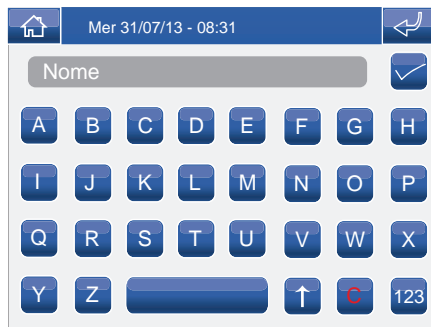 Mer 31/07/13 - 08:31
Nome
A B C D E F G H
I J K L M N O P
Q R S T U V W X
Y Z ↑ C 123